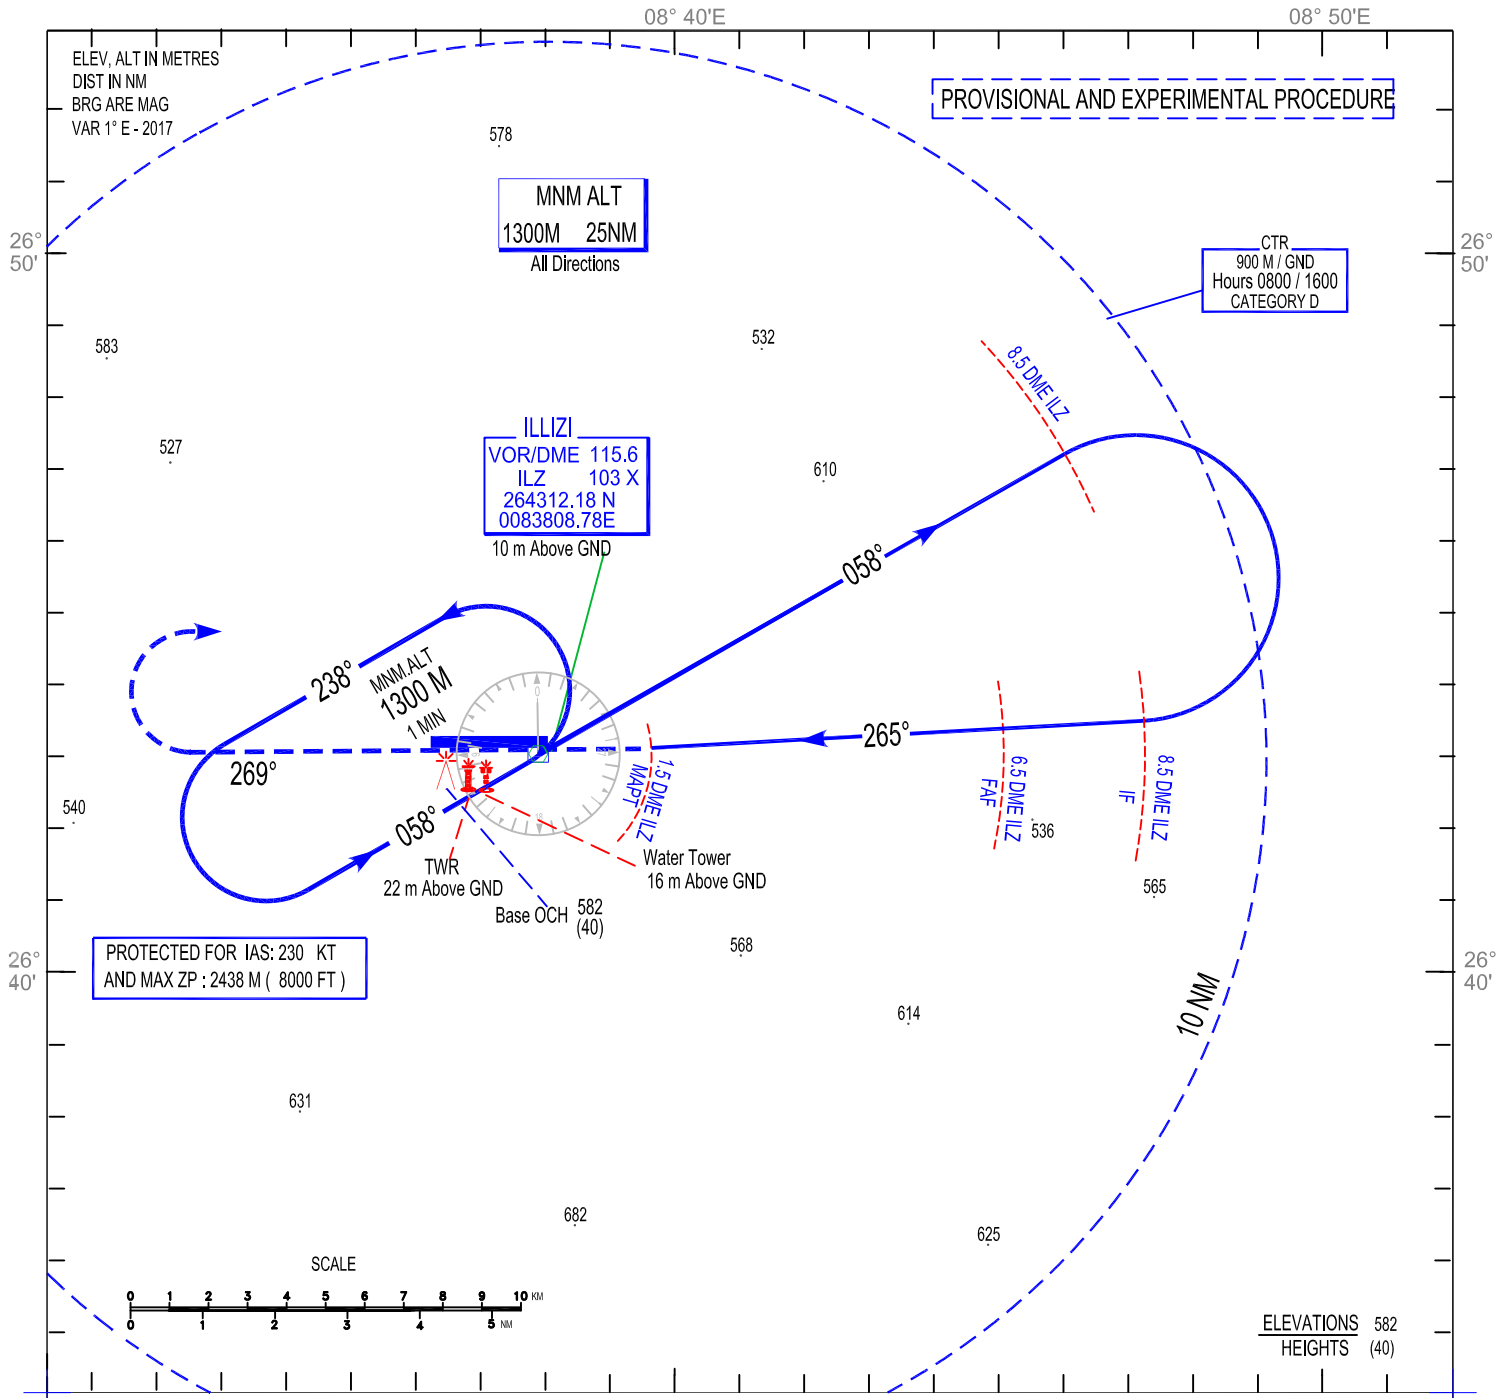 08° 40'E
08° 50'E
ELEV, ALT IN METRES
DIST IN NM
BRG ARE MAG
VAR 1° E - 2017
PROVISIONAL AND EXPERIMENTAL PROCEDURE
578
MNM ALT
1300M 25NM
All Directions
26°
50'
26°
50'
CTR
900 M / GND
Hours 0800 / 1600
CATEGORY D
583
532
8.5 DME ILZ
527
610
ILLIZI
VOR/DME 115.6
ILZ 103 X
264312.18 N
0083808.78E
10 m Above GND
058°
238°
MNM ALT
1300 M
1 MIN
0
18
269°
265°
1.5 DME ILZ
MAPT
6.5 DME ILZ
FAF
8.5 DME ILZ
IF
540
058°
536
TWR
22 m Above GND
Water Tower
16 m Above GND
Base OCH 582
(40)
565
568
PROTECTED FOR IAS: 230 KT
AND MAX ZP : 2438 M ( 8000 FT )
26°
40'
26°
40'
10 NM
614
631
682
625
SCALE
0 1 2 3 4 5 6 7 8 9 10 KM
0 1 2 3 4 5 NM
ELEVATIONS 582
HEIGHTS (40)